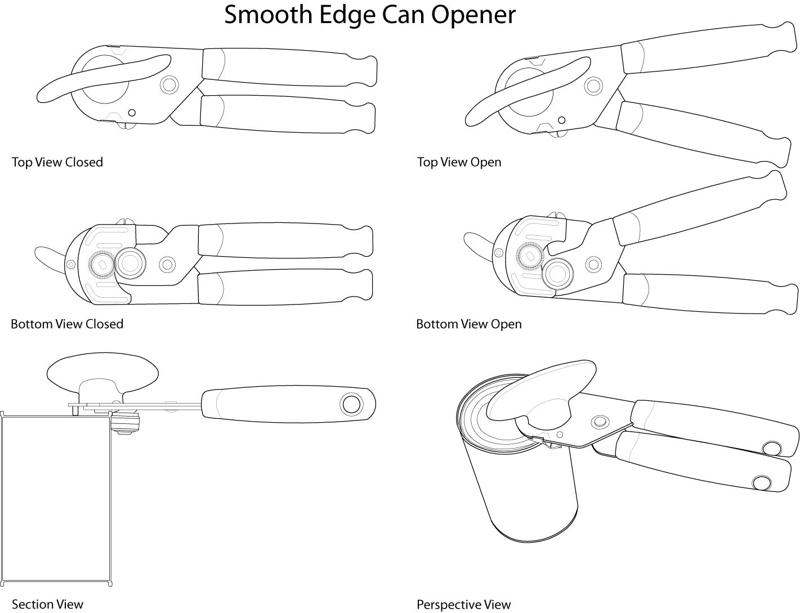 Smooth Edge Can Opener
Top View Closed
Top View Open
Bottom View Closed
Bottom View Open
Section View
Perspective View